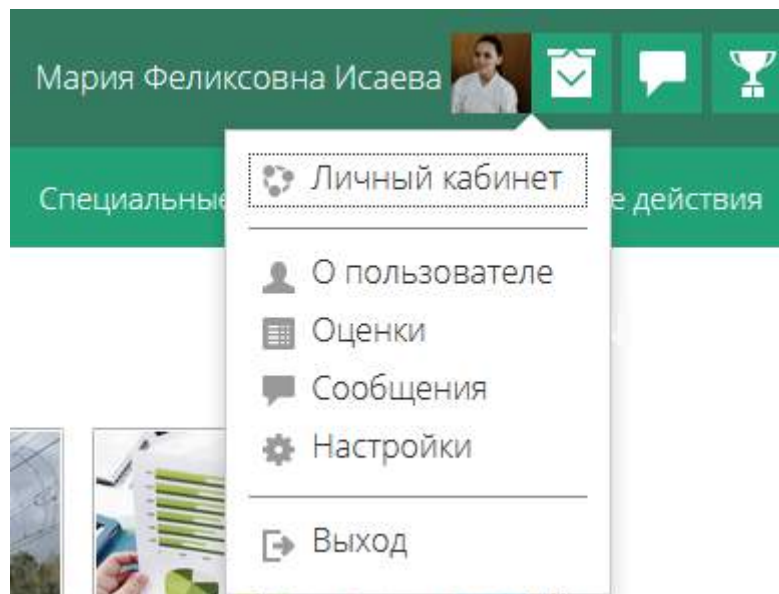 Мария Феликсовна Исаева
Личный кабинет
Специальные
е действия
О пользователе
Оценки
Сообщения
Настройки
Выход